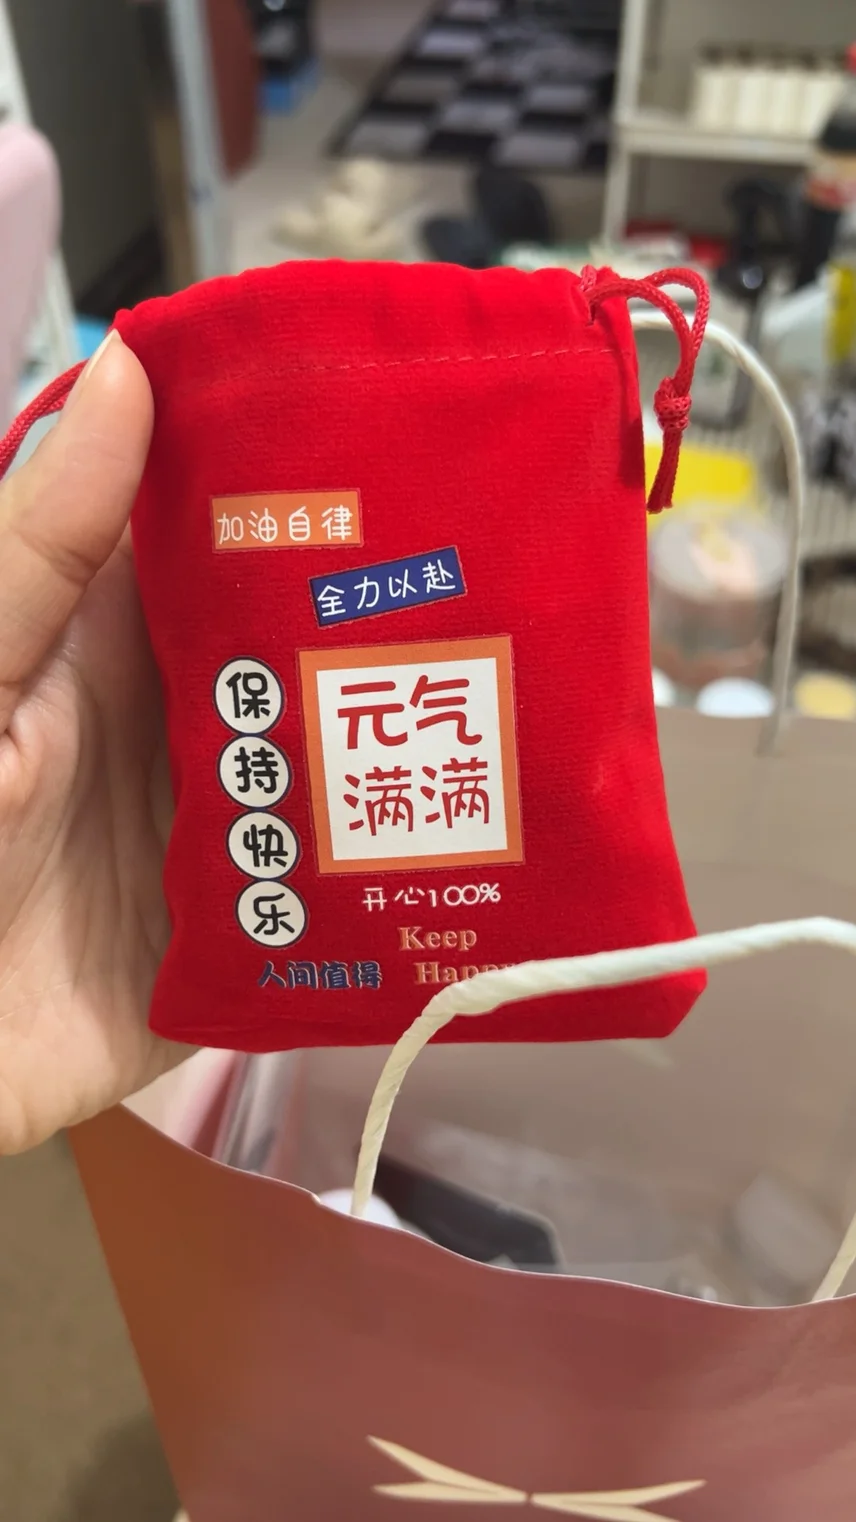 加油自律
全力以赴
保持快乐
元气
满满
开心100%
Keep
人间值得